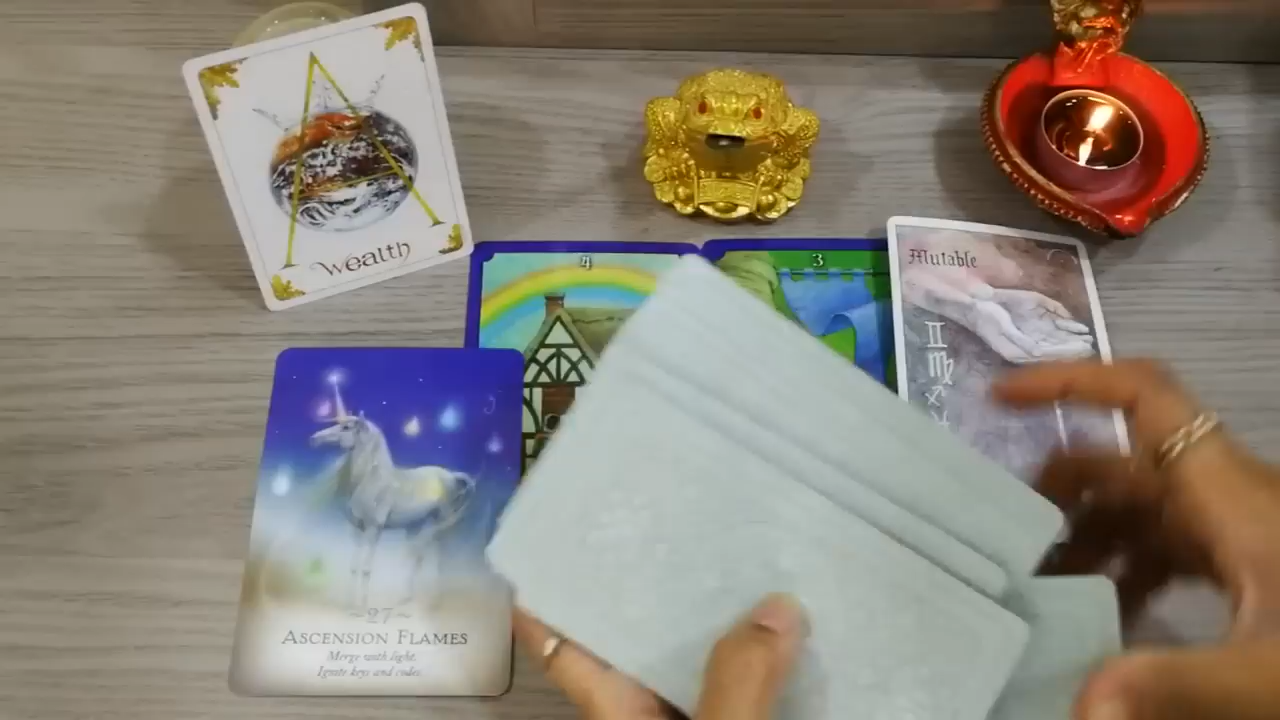 Wealth
4
3
Mutable
♊
♍
♐
~27~
ASCENSION FLAMES
Merge with light.
Ignite keys and codes.